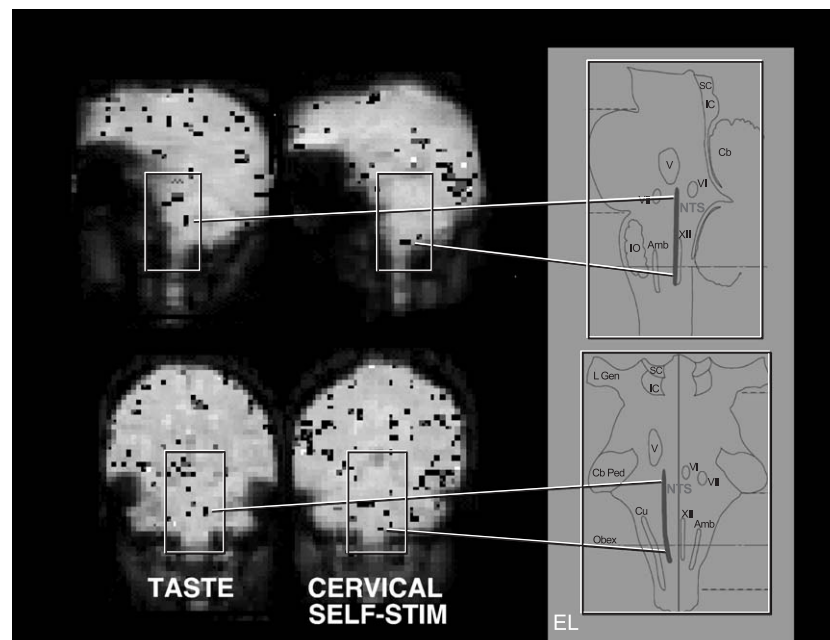 SC
IC
Cb
V
VI
VII
NTS
XII
IO
Amb
L Gen
SC
IC
V
VI
Cb Ped
VII
NTS
Cu
XII
Amb
Obex
TASTE
CERVICAL
SELF-STIM
EL